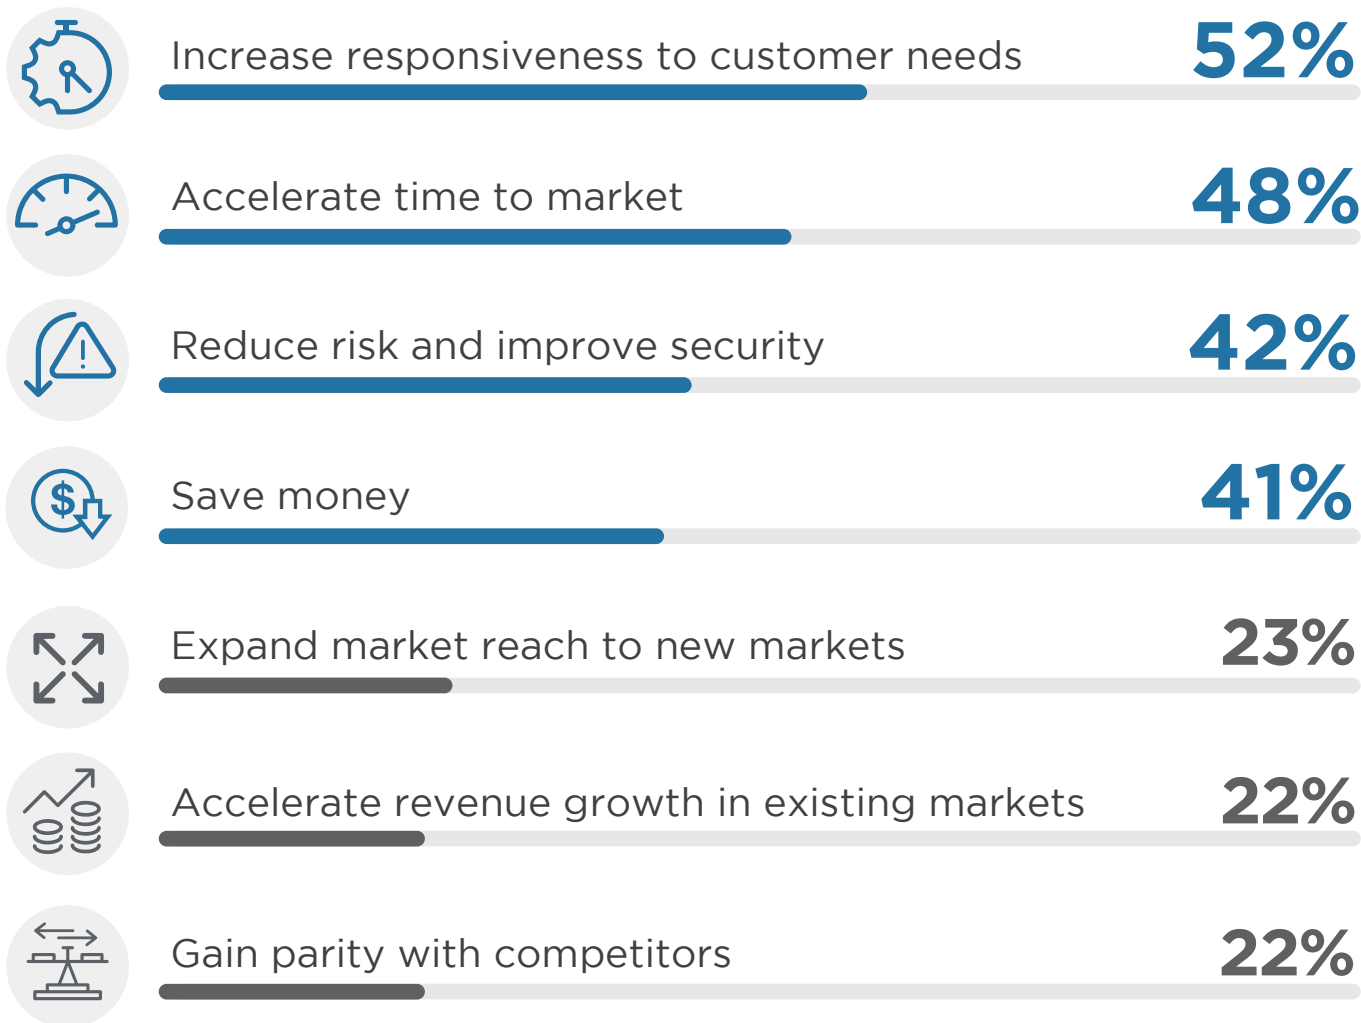 Increase responsiveness to customer needs 52%
Accelerate time to market 48%
Reduce risk and improve security 42%
$ Save money 41%
Expand market reach to new markets 23%
Accelerate revenue growth in existing markets 22%
Gain parity with competitors 22%